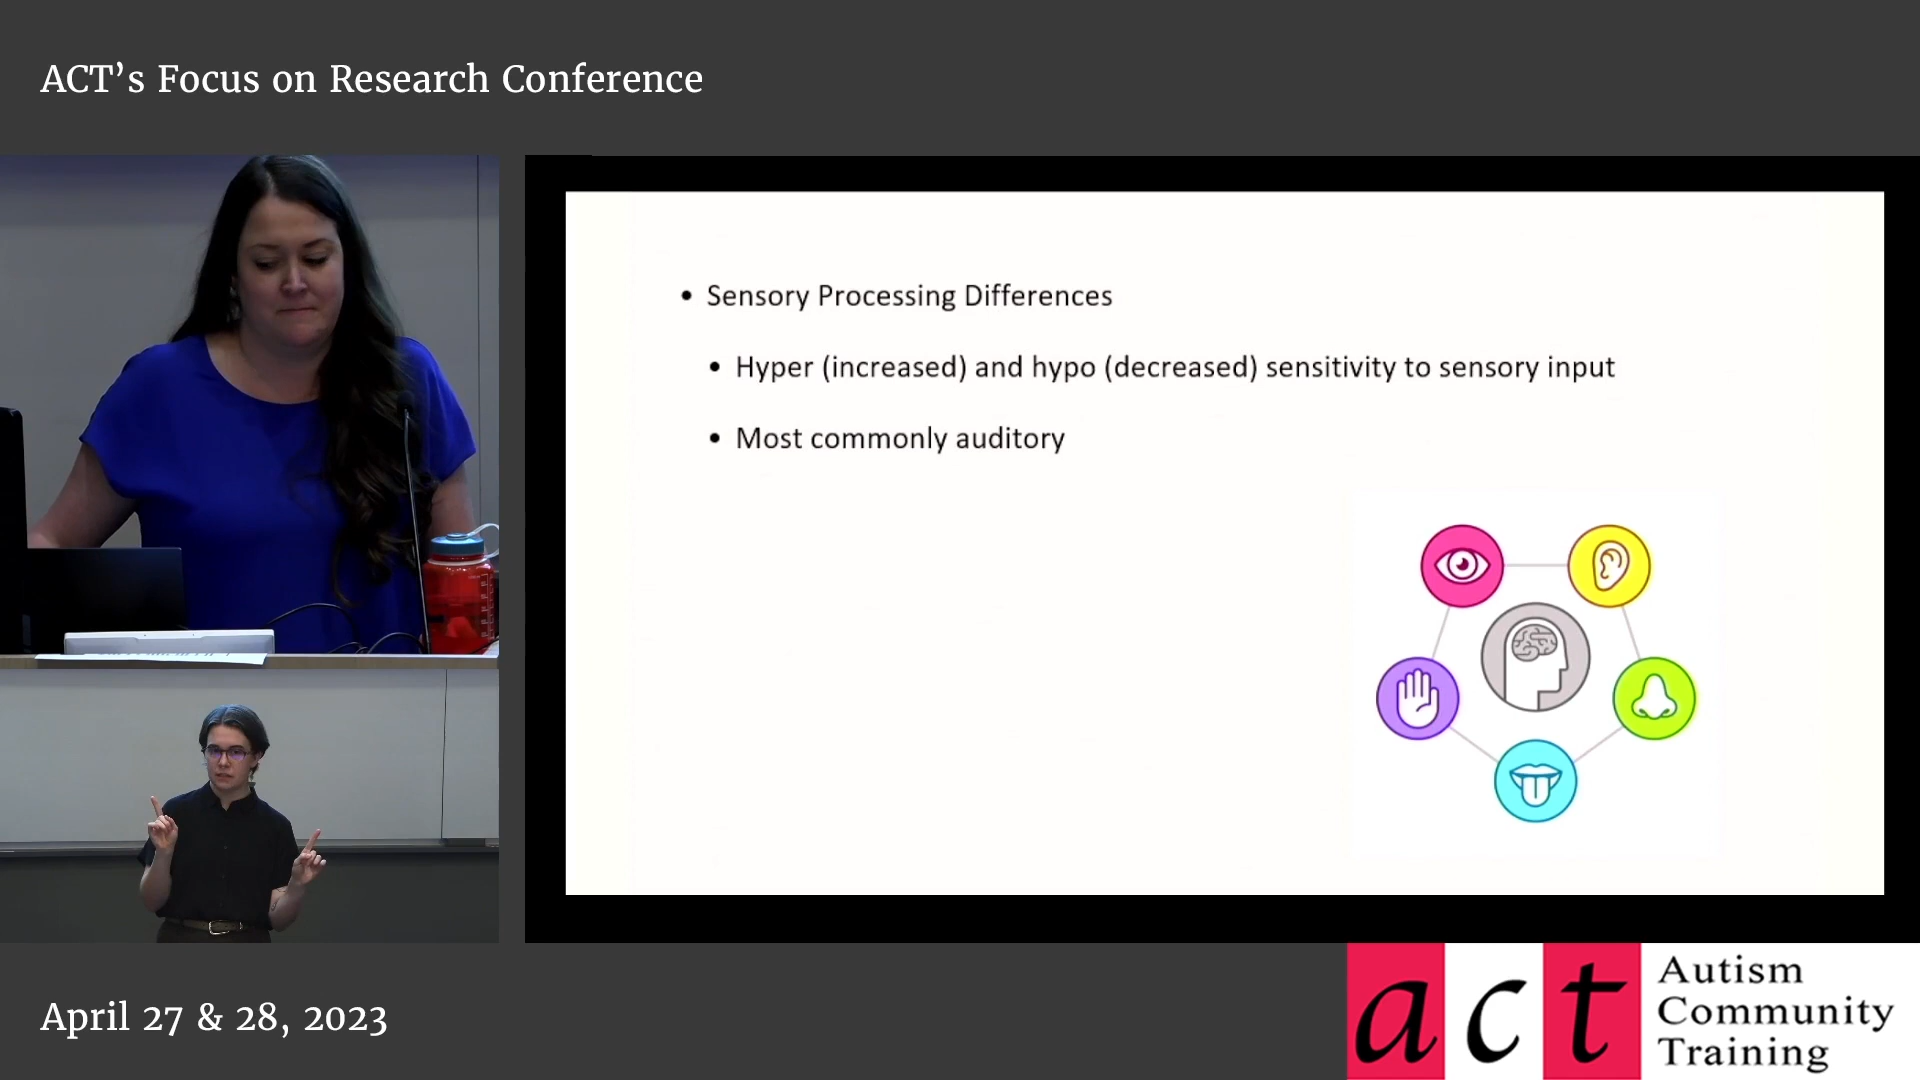 ACT’s Focus on Research Conference
• Sensory Processing Differences
• Hyper (increased) and hypo (decreased) sensitivity to sensory input
• Most commonly auditory
April 27 & 28, 2023
act
Autism
Community
Training